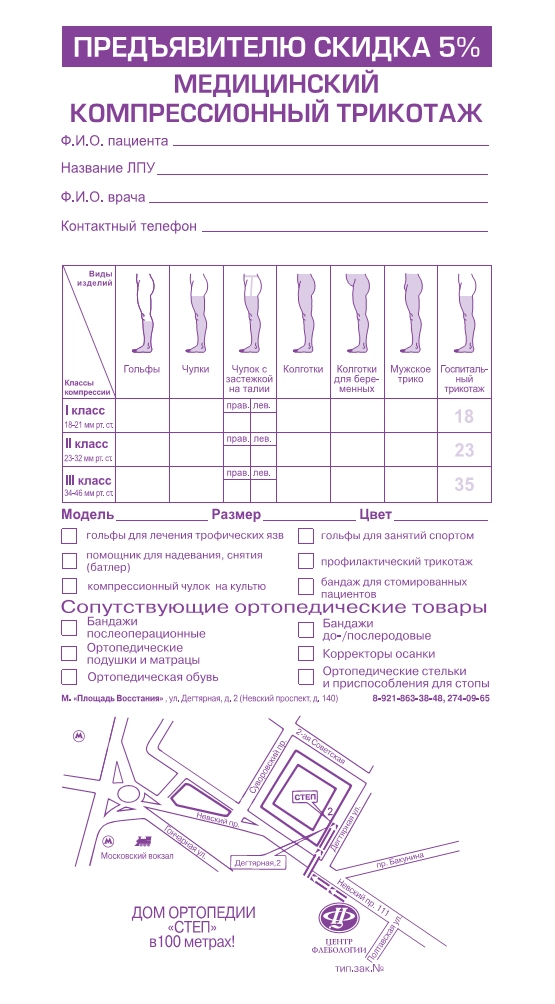 ПРЕДЪЯВИТЕЛЮ СКИДКА 5%
МЕДИЦИНСКИЙ
КОМПРЕССИОННЫЙ ТРИКОТАЖ
Ф.И.О. пациента
Название ЛПУ
Ф.И.О. врача
Контактный телефон
Виды
изделий
Классы
компрессии
Гольфы
Чулки
Чулок с
застежкой
на талии
Колготки
Колготки
для бере-
менных
Мужское
трико
Госпиталь-
ный
трикотаж
I класс
18-21 мм рт. ст.
прав. лев.
18
II класс
23-32 мм рт. ст.
прав. лев.
23
III класс
34-46 мм рт. ст.
прав. лев.
35
Модель Размер Цвет
гольфы для лечения трофических язв
гольфы для занятий спортом
помощник для надевания, снятия
(батлер)
профилактический трикотаж
компрессионный чулок на культю
бандаж для стомированных
пациентов
Сопутствующие ортопедические товары
Бандажи
послеоперационные
Бандажи
до-/послеродовые
Ортопедические
подушки и матрацы
Корректоры осанки
Ортопедическая обувь
Ортопедические стельки
и приспособления для стопы
М. «Площадь Восстания» , ул. Дегтярная, д. 2 (Невский проспект, д. 140) 8-921-863-38-48, 274-09-65
М
Суворовский пр.
2-ая Советская
СТЕП
2
Дегтярная ул.
Невский пр.
Гончарная ул.
М
Московский вокзал
Дегтярная,2
пр. Бакунина
Невский пр. 111
Полтавская ул.
ДОМ ОРТОПЕДИИ
«СТЕП»
в100 метрах!
ЦЕНТР
ФЛЕБОЛОГИИ
тип.зак.№